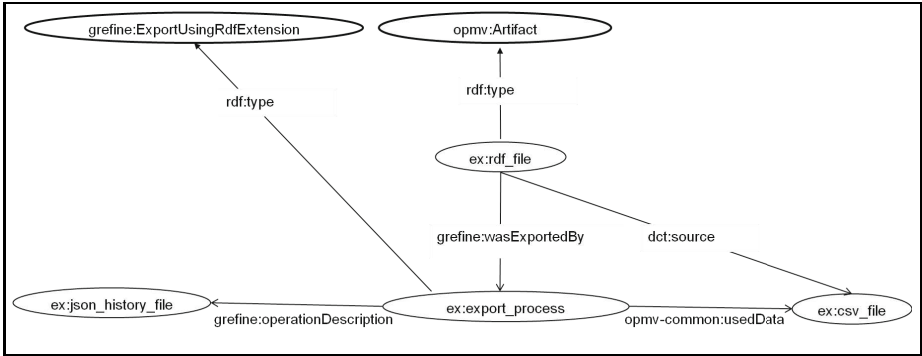 grefine:ExportUsingRdfExtension
opmv:Artifact
rdf:type
rdf:type
ex:rdf_file
grefine:wasExportedBy
dct:source
ex:json_history_file
ex:export_process
ex:csv_file
grefine:operationDescription
opmv-common:usedData